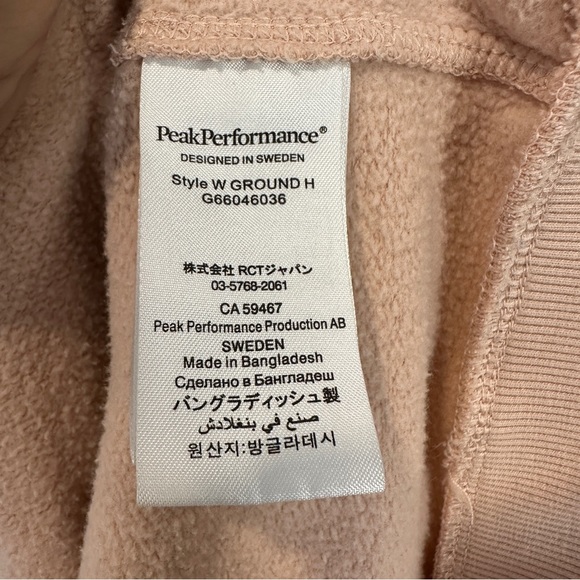 PeakPerformance®
DESIGNED IN SWEDEN
Style W GROUND H
G66046036
株式会社 RCTジャパン
03-5768-2061
CA 59467
Peak Performance Production AB
SWEDEN
Made in Bangladesh
Сделано в Бангладеш
バングラディッシュ製
صنع في بنغلادش
원산지:방글라데시